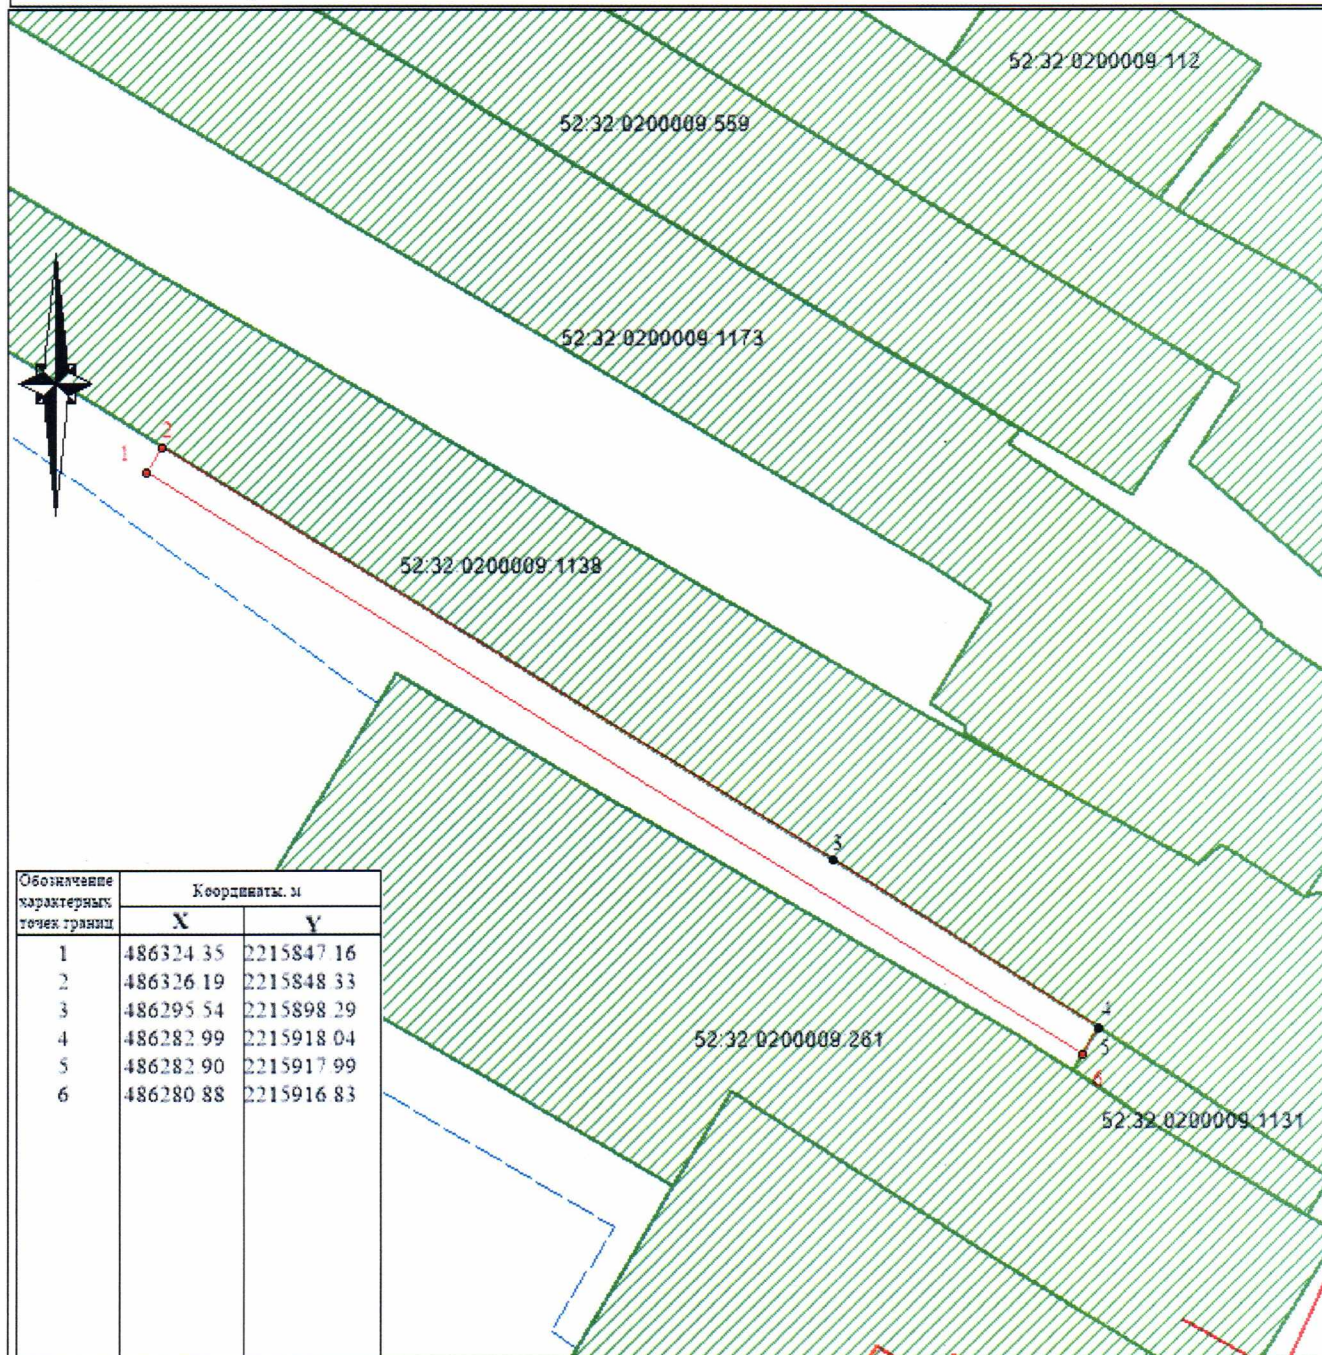 52:32:0200009:112
52:32:0200009:559
52:32:0200009:1173
2
1
52:32:0200009:1138
3
Обозначение характерных точек границ
Координаты, м
X Y
1 486324.35 2215847.16
2 486326.19 2215848.33
3 486295.54 2215898.29
4 486282.99 2215918.04
5 486282.90 2215917.99
6 486280.88 2215916.83
4
52:32:0200009:261
5
6
52:32:0200009:1131